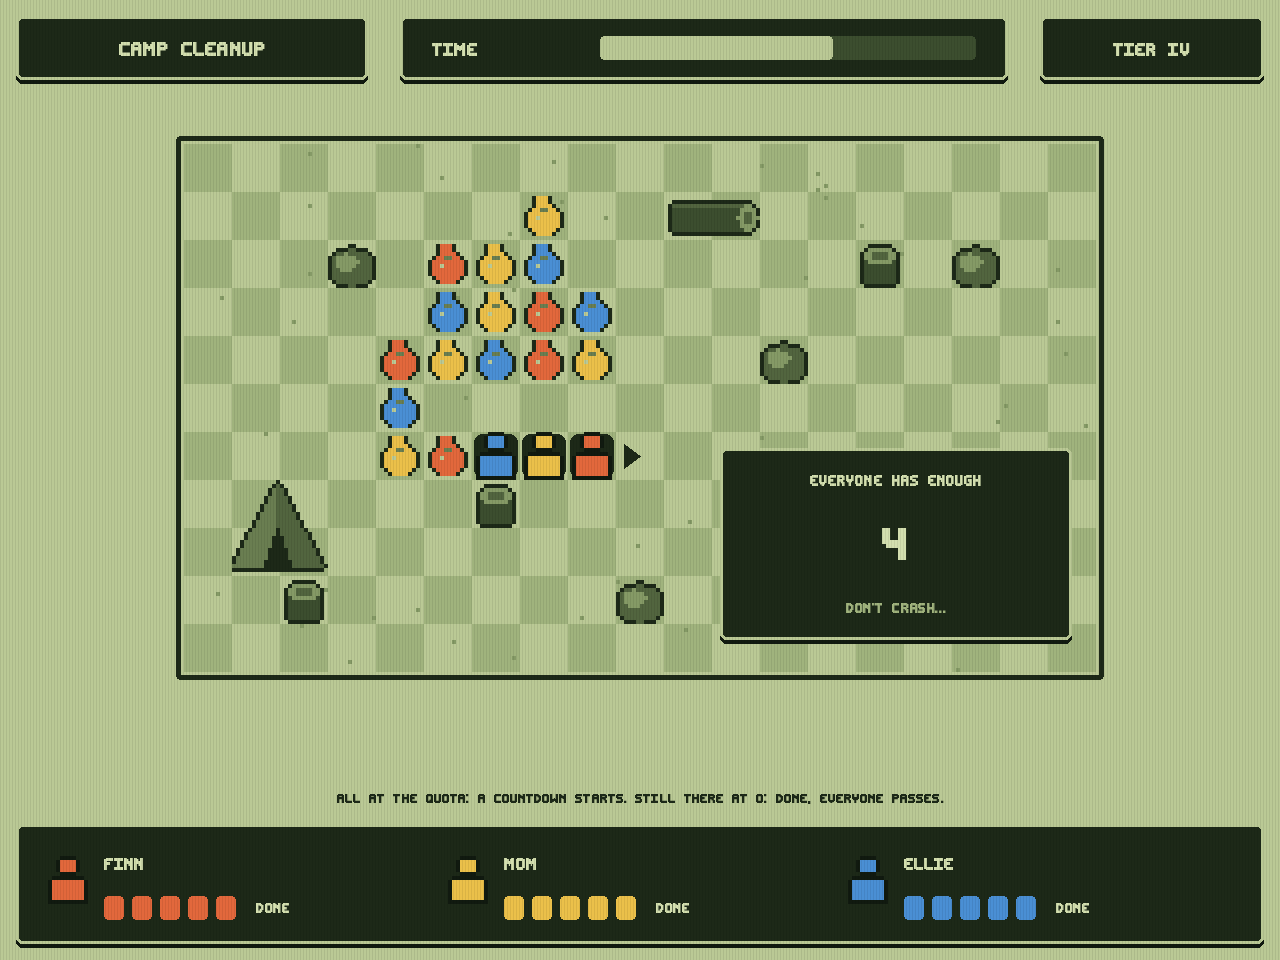 CAMP CLEANUP
TIME
TIER IV
EVERYONE HAS ENOUGH
4
DON'T CRASH...
ALL AT THE QUOTA: A COUNTDOWN STARTS. STILL THERE AT 0: DONE, EVERYONE PASSES.
FINN
DONE
MOM
DONE
ELLIE
DONE